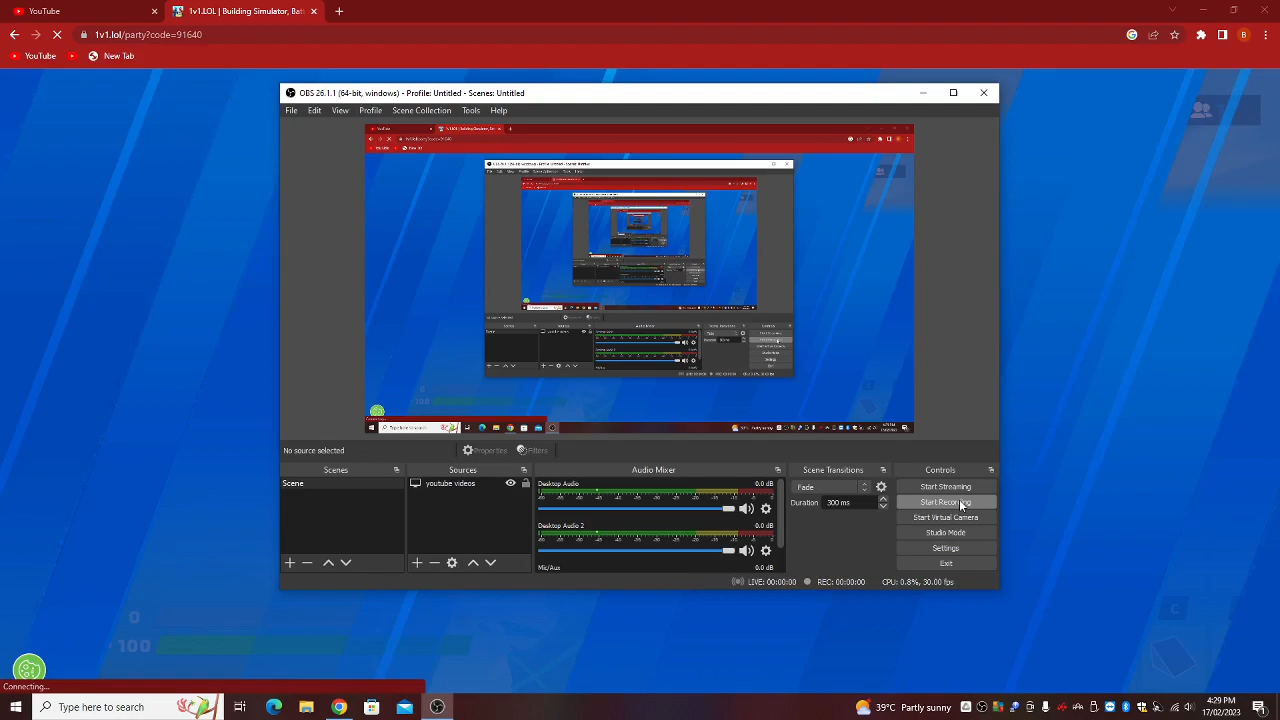 YouTube
1v1.LOL | Building Simulator, Bat
1v1.lol/party?code=91640
B
YouTube
New Tab
OBS 26.1.1 (64-bit, windows) - Profile: Untitled - Scenes: Untitled
File Edit View Profile Scene Collection Tools Help
No source selected
Properties
Filters
Scenes
Sources
Audio Mixer
Scene Transitions
Controls
Scene
youtube videos
Desktop Audio
0.0 dB
Fade
Start Streaming
Duration 300 ms
Start Recording
Start Virtual Camera
Desktop Audio 2
0.0 dB
Studio Mode
Settings
Mic/Aux
0.0 dB
Exit
LIVE: 00:00:00
REC: 00:00:00
CPU: 0.8%, 30.00 fps
0
C
100
Connecting...
Type here to search
39°C Partly sunny
4:29 PM
17/02/2023